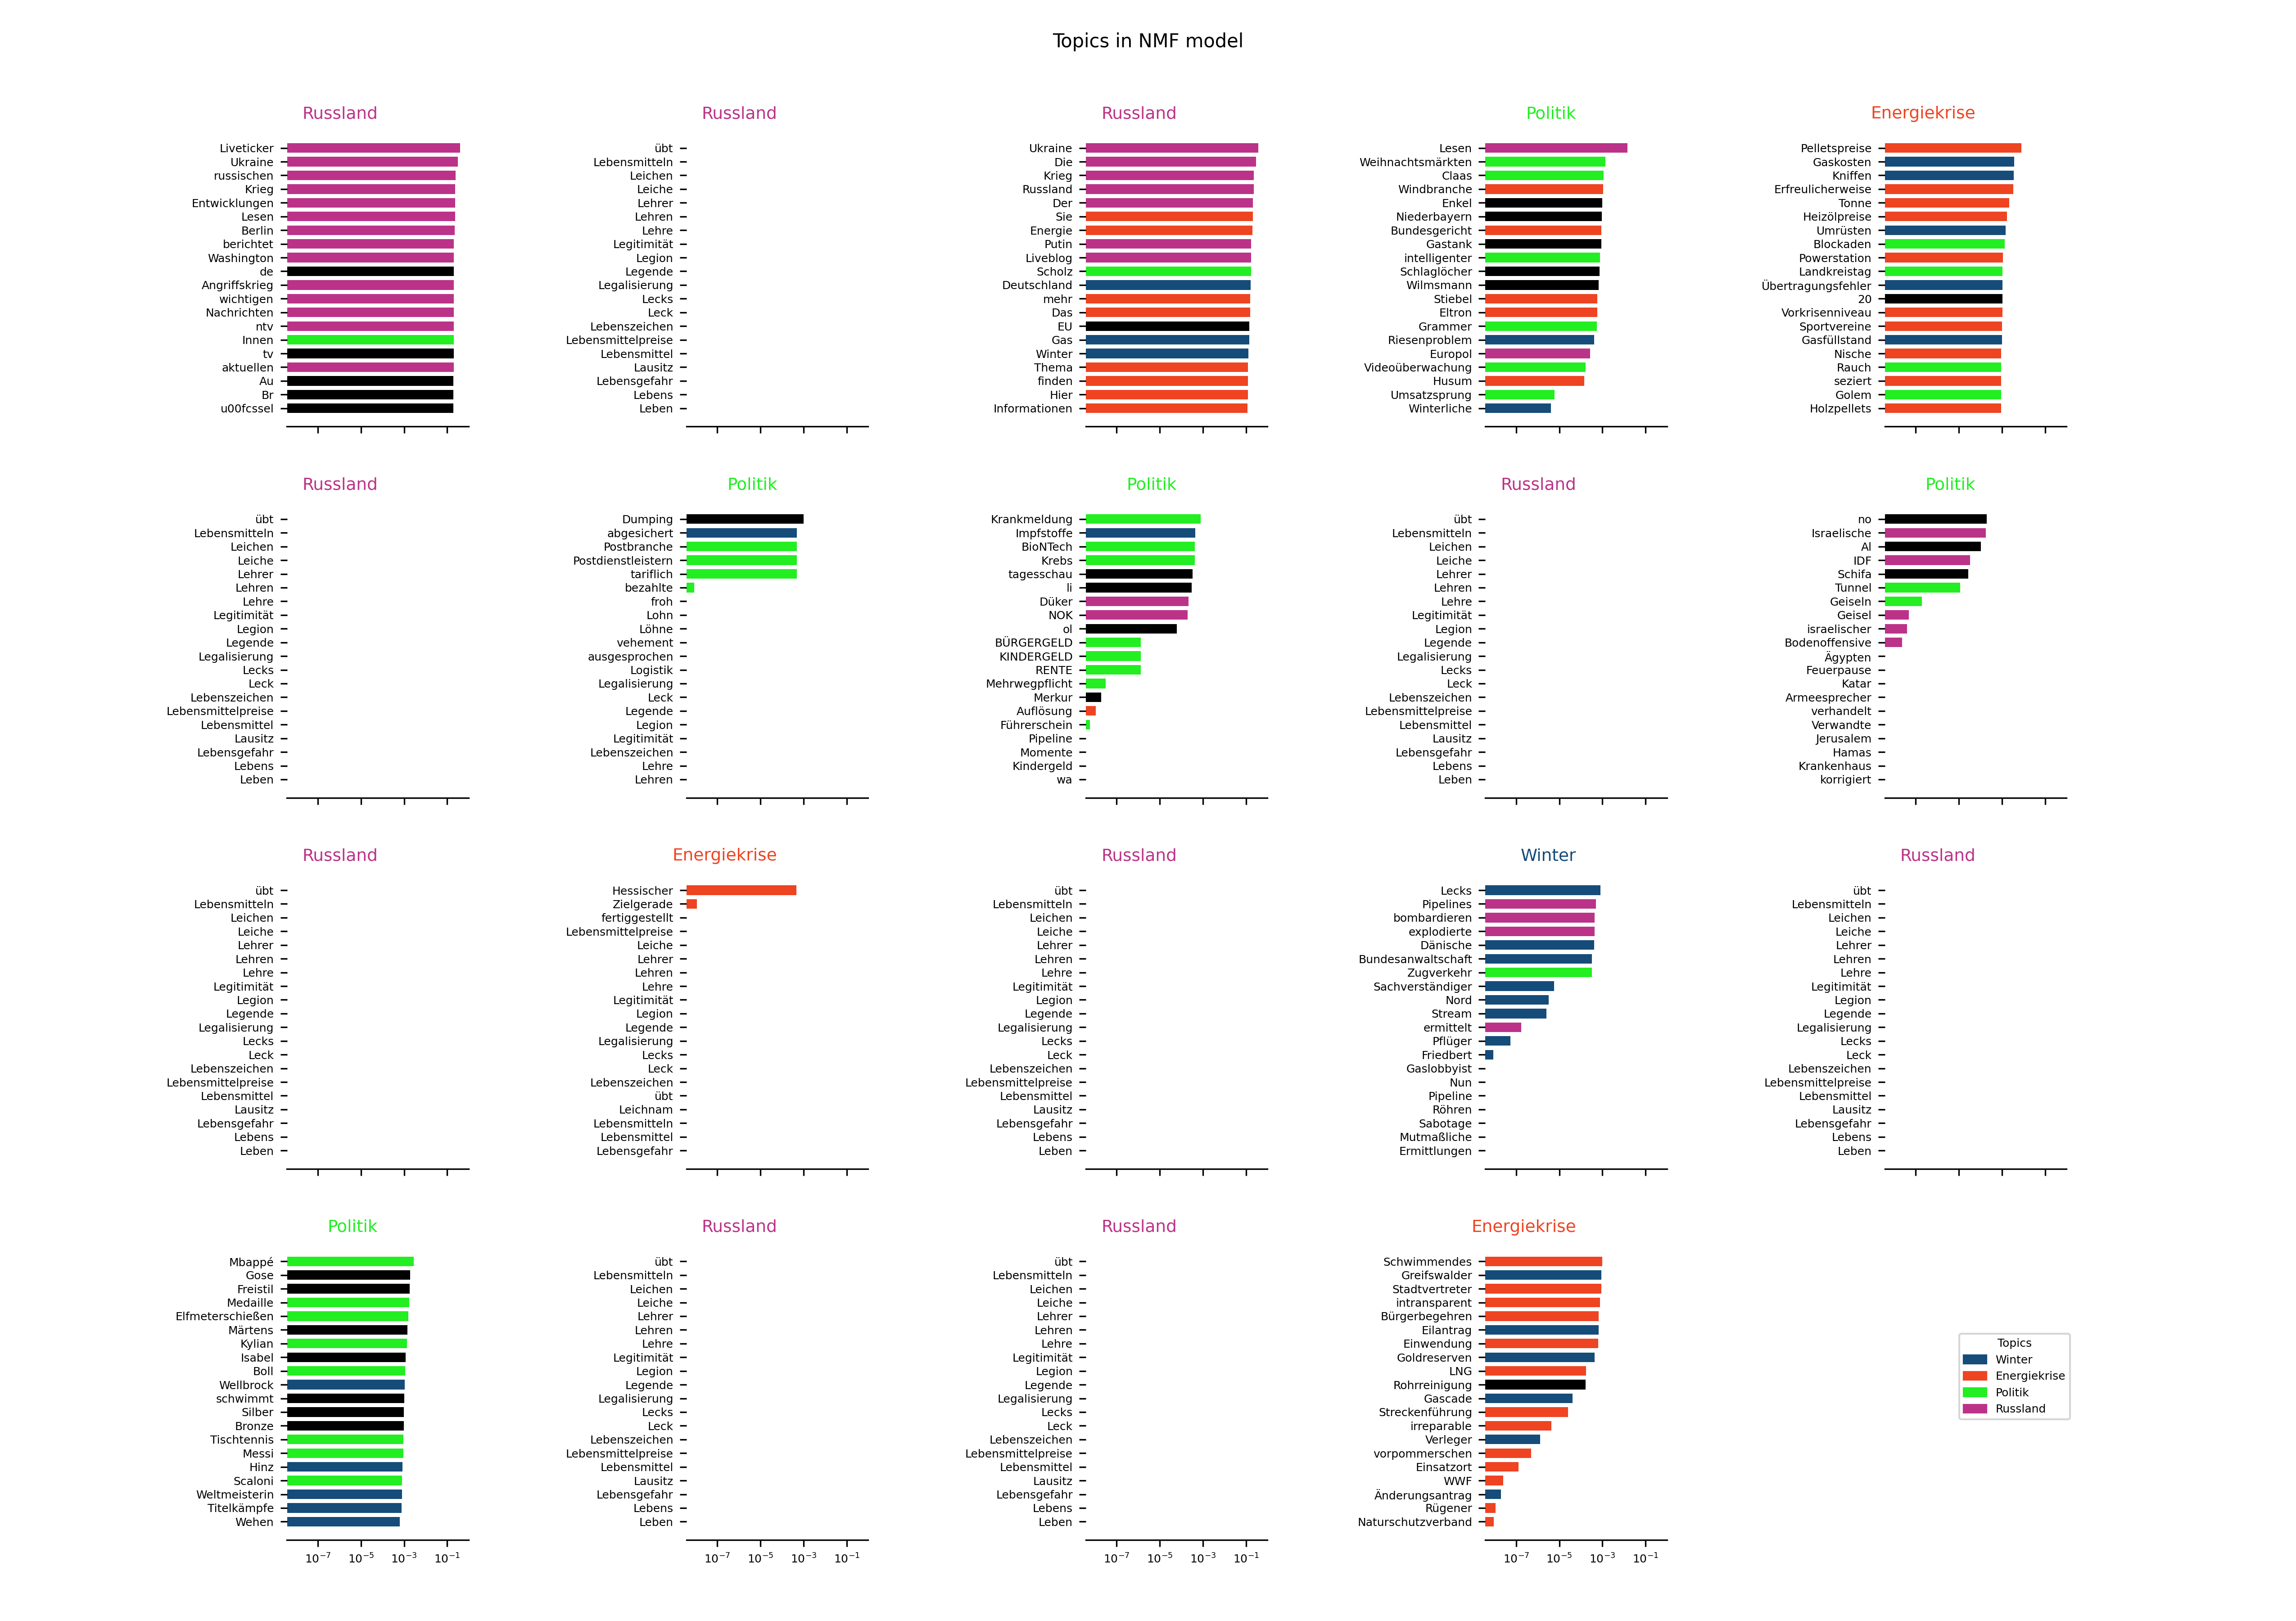 Topics in NMF model
Russland
Liveticker
Ukraine
russischen
Krieg
Entwicklungen
Lesen
Berlin
berichtet
Washington
de
Angriffskrieg
wichtigen
Nachrichten
ntv
Innen
tv
aktuellen
Au
Br
u00fcssel
Russland
übt
Lebensmitteln
Leichen
Leiche
Lehrer
Lehren
Lehre
Legitimität
Legion
Legende
Legalisierung
Lecks
Leck
Lebenszeichen
Lebensmittelpreise
Lebensmittel
Lausitz
Lebensgefahr
Lebens
Leben
Russland
Ukraine
Die
Krieg
Russland
Der
Sie
Energie
Putin
Liveblog
Scholz
Deutschland
mehr
Das
EU
Gas
Winter
Thema
finden
Hier
Informationen
Politik
Lesen
Weihnachtsmärkten
Claas
Windbranche
Enkel
Niederbayern
Bundesgericht
Gastank
intelligenter
Schlaglöcher
Wilmsmann
Stiebel
Eltron
Grammer
Riesenproblem
Europol
Videoüberwachung
Husum
Umsatzsprung
Winterliche
Energiekrise
Pelletspreise
Gaskosten
Kniffen
Erfreulicherweise
Tonne
Heizölpreise
Umrüsten
Blockaden
Powerstation
Landkreistag
Übertragungsfehler
20
Vorkrisenniveau
Sportvereine
Gasfüllstand
Nische
Rauch
seziert
Golem
Holzpellets
Russland
übt
Lebensmitteln
Leichen
Leiche
Lehrer
Lehren
Lehre
Legitimität
Legion
Legende
Legalisierung
Lecks
Leck
Lebenszeichen
Lebensmittelpreise
Lebensmittel
Lausitz
Lebensgefahr
Lebens
Leben
Politik
Dumping
abgesichert
Postbranche
Postdienstleistern
tariflich
bezahlte
froh
Lohn
Löhne
vehement
ausgesprochen
Logistik
Legalisierung
Leck
Legende
Legion
Legitimität
Lebenszeichen
Lehre
Lehren
Politik
Krankmeldung
Impfstoffe
BioNTech
Krebs
tagesschau
li
Düker
NOK
ol
BÜRGERGELD
KINDERGELD
RENTE
Mehrwegpflicht
Merkur
Auflösung
Führerschein
Pipeline
Momente
Kindergeld
wa
Russland
übt
Lebensmitteln
Leichen
Leiche
Lehrer
Lehren
Lehre
Legitimität
Legion
Legende
Legalisierung
Lecks
Leck
Lebenszeichen
Lebensmittelpreise
Lebensmittel
Lausitz
Lebensgefahr
Lebens
Leben
Politik
no
Israelische
Al
IDF
Schifa
Tunnel
Geiseln
Geisel
israelischer
Bodenoffensive
Ägypten
Feuerpause
Katar
Armeesprecher
verhandelt
Verwandte
Jerusalem
Hamas
Krankenhaus
korrigiert
Russland
übt
Lebensmitteln
Leichen
Leiche
Lehrer
Lehren
Lehre
Legitimität
Legion
Legende
Legalisierung
Lecks
Leck
Lebenszeichen
Lebensmittelpreise
Lebensmittel
Lausitz
Lebensgefahr
Lebens
Leben
Energiekrise
Hessischer
Zielgerade
fertiggestellt
Lebensmittelpreise
Leiche
Lehrer
Lehren
Lehre
Legitimität
Legion
Legende
Legalisierung
Lecks
Leck
Lebenszeichen
übt
Leichnam
Lebensmitteln
Lebensmittel
Lebensgefahr
Russland
übt
Lebensmitteln
Leichen
Leiche
Lehrer
Lehren
Lehre
Legitimität
Legion
Legende
Legalisierung
Lecks
Leck
Lebenszeichen
Lebensmittelpreise
Lebensmittel
Lausitz
Lebensgefahr
Lebens
Leben
Winter
Lecks
Pipelines
bombardieren
explodierte
Dänische
Bundesanwaltschaft
Zugverkehr
Sachverständiger
Nord
Stream
ermittelt
Pflüger
Friedbert
Gaslobbyist
Nun
Pipeline
Röhren
Sabotage
Mutmaßliche
Ermittlungen
Russland
übt
Lebensmitteln
Leichen
Leiche
Lehrer
Lehren
Lehre
Legitimität
Legion
Legende
Legalisierung
Lecks
Leck
Lebenszeichen
Lebensmittelpreise
Lebensmittel
Lausitz
Lebensgefahr
Lebens
Leben
Politik
Mbappé
Gose
Freistil
Medaille
Elfmeterschießen
Märtens
Kylian
Isabel
Boll
Wellbrock
schwimmt
Silber
Bronze
Tischtennis
Messi
Hinz
Scaloni
Weltmeisterin
Titelkämpfe
Wehen
10⁻⁷ 10⁻⁵ 10⁻³ 10⁻¹
Russland
übt
Lebensmitteln
Leichen
Leiche
Lehrer
Lehren
Lehre
Legitimität
Legion
Legende
Legalisierung
Lecks
Leck
Lebenszeichen
Lebensmittelpreise
Lebensmittel
Lausitz
Lebensgefahr
Lebens
Leben
10⁻⁷ 10⁻⁵ 10⁻³ 10⁻¹
Russland
übt
Lebensmitteln
Leichen
Leiche
Lehrer
Lehren
Lehre
Legitimität
Legion
Legende
Legalisierung
Lecks
Leck
Lebenszeichen
Lebensmittelpreise
Lebensmittel
Lausitz
Lebensgefahr
Lebens
Leben
10⁻⁷ 10⁻⁵ 10⁻³ 10⁻¹
Energiekrise
Schwimmendes
Greifswalder
Stadtvertreter
intransparent
Bürgerbegehren
Eilantrag
Einwendung
Goldreserven
LNG
Rohrreinigung
Gascade
Streckenführung
irreparable
Verleger
vorpommerschen
Einsatzort
WWF
Änderungsantrag
Rügener
Naturschutzverband
10⁻⁷ 10⁻⁵ 10⁻³ 10⁻¹
Topics
Winter
Energiekrise
Politik
Russland